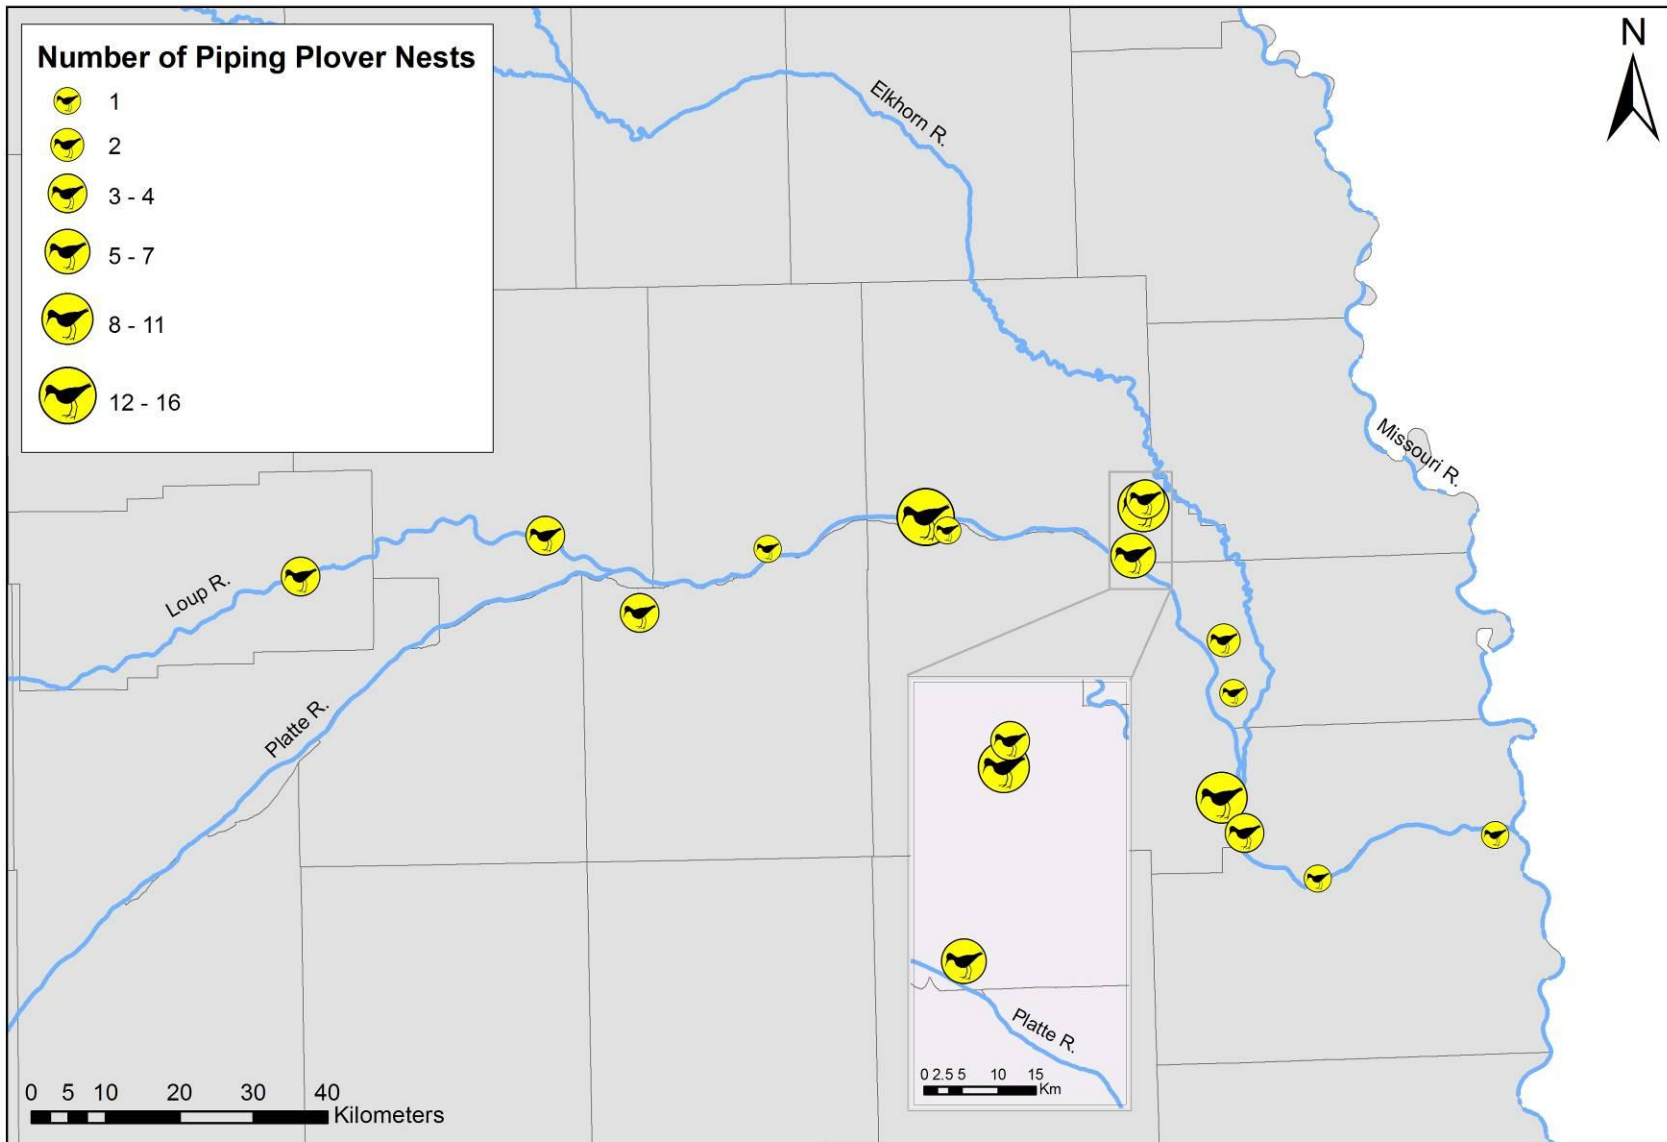 Number of Piping Plover Nests
1
2
3 - 4
5 - 7
8 - 11
12 - 16
N
Elkhorn R.
Missouri R.
Loup R.
Platte R.
Platte R.
0 2.5 5 10 15
Km
0 5 10 20 30 40
Kilometers